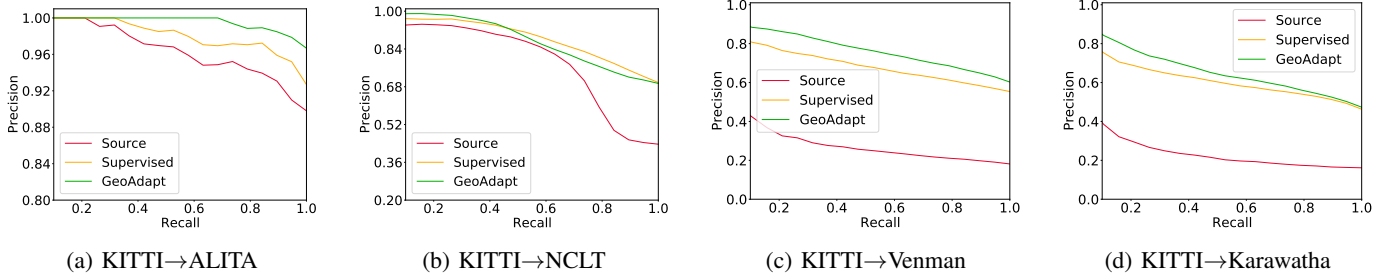 1.00
0.96
0.92
0.88
0.84
0.80
Precision
Source
Supervised
GeoAdapt
0.2 0.4 0.6 0.8 1.0
Recall
(a) KITTI→ALITA
1.00
0.84
0.68
0.52
0.36
0.20
Precision
Source
Supervised
GeoAdapt
0.2 0.4 0.6 0.8 1.0
Recall
(b) KITTI→NCLT
1.0
0.8
0.6
0.4
0.2
0.0
Precision
Source
Supervised
GeoAdapt
0.2 0.4 0.6 0.8 1.0
Recall
(c) KITTI→Venman
1.0
0.8
0.6
0.4
0.2
0.0
Precision
Source
Supervised
GeoAdapt
0.2 0.4 0.6 0.8 1.0
Recall
(d) KITTI→Karawatha